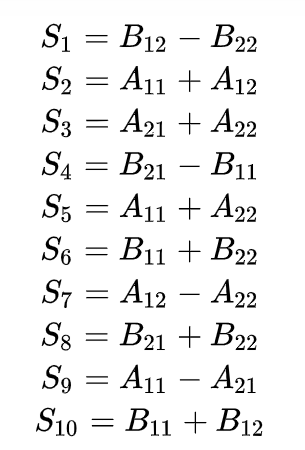 S₁ = B₁₂ − B₂₂
S₂ = A₁₁ + A₁₂
S₃ = A₂₁ + A₂₂
S₄ = B₂₁ − B₁₁
S₅ = A₁₁ + A₂₂
S₆ = B₁₁ + B₂₂
S₇ = A₁₂ − A₂₂
S₈ = B₂₁ + B₂₂
S₉ = A₁₁ − A₂₁
S₁₀ = B₁₁ + B₁₂